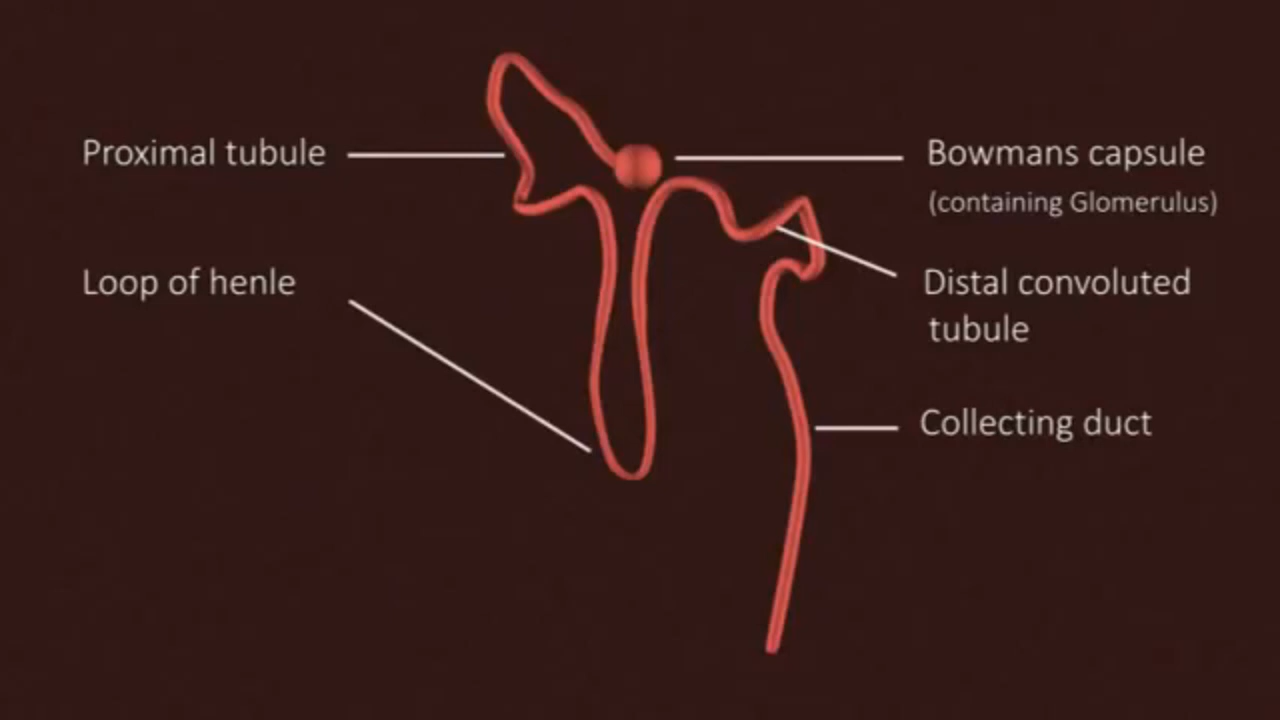 Proximal tubule
Loop of henle
Bowmans capsule
(containing Glomerulus)
Distal convoluted
tubule
Collecting duct